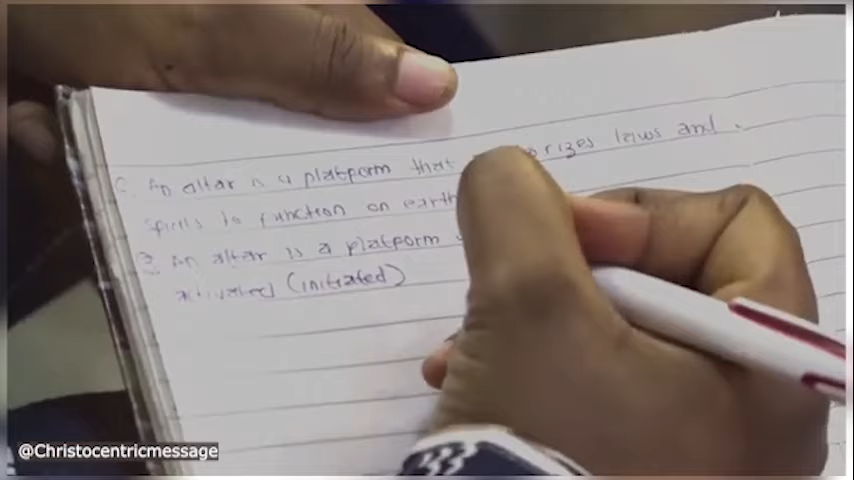 An altar is a platform that rizes laws and
spirits to function on earth
3 An altar is a platform
activated (initiated)
@Christocentricmessage